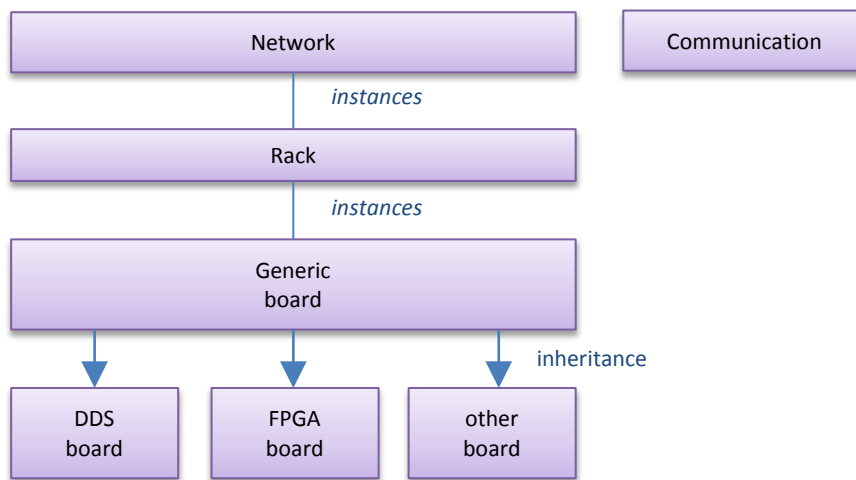 Network
Communication
instances
Rack
instances
Generic
board
inheritance
DDS
board
FPGA
board
other
board